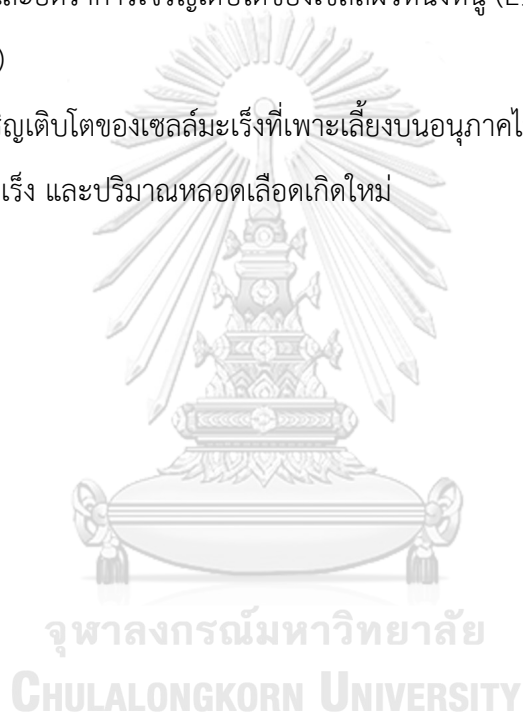 )
ญเติบโตของเซลล์มะเร็งที่เพาะเลี้ยงบนอนุภาคไ
เร็ง และปริมาณหลอดเลือดเกิดใหม่
จุฬาลงกรณ์มหาวิทยาลัย
CHULALONGKORN UNIVERSITY